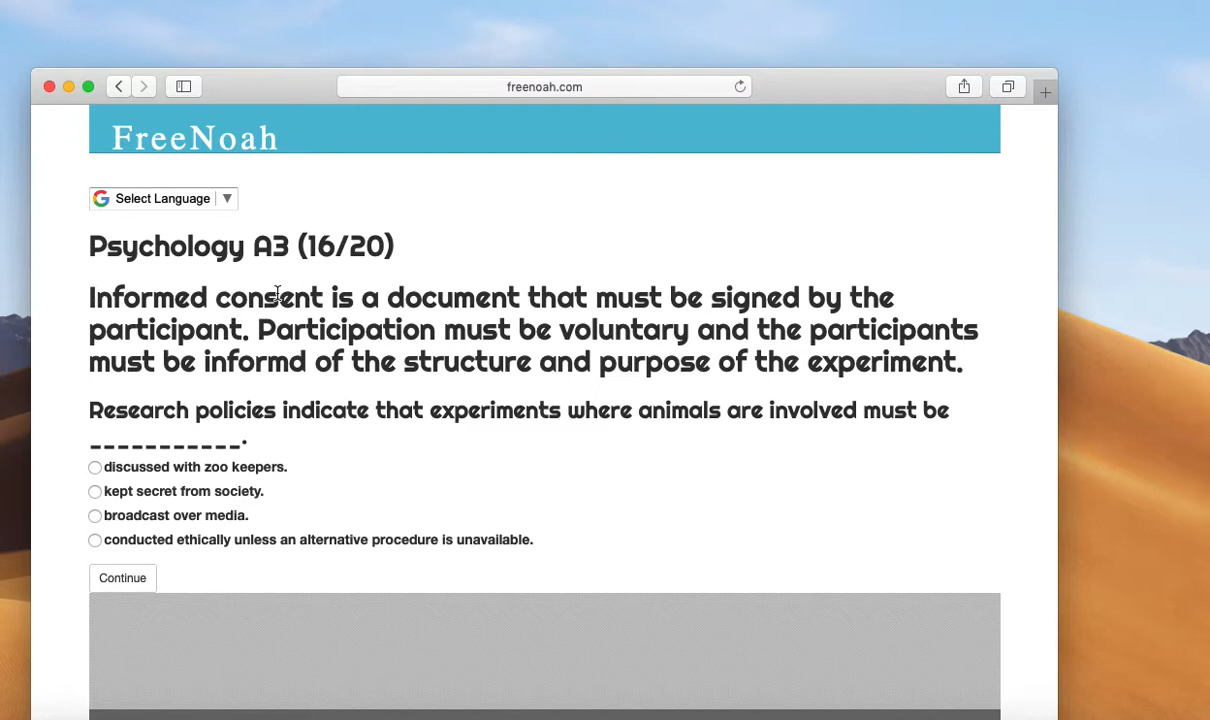 freenoah.com
FreeNoah
Select Language ▼
Psychology A3 (16/20)
Informed consent is a document that must be signed by the
participant. Participation must be voluntary and the participants
must be informd of the structure and purpose of the experiment.
Research policies indicate that experiments where animals are involved must be
___________.
discussed with zoo keepers.
kept secret from society.
broadcast over media.
conducted ethically unless an alternative procedure is unavailable.
Continue